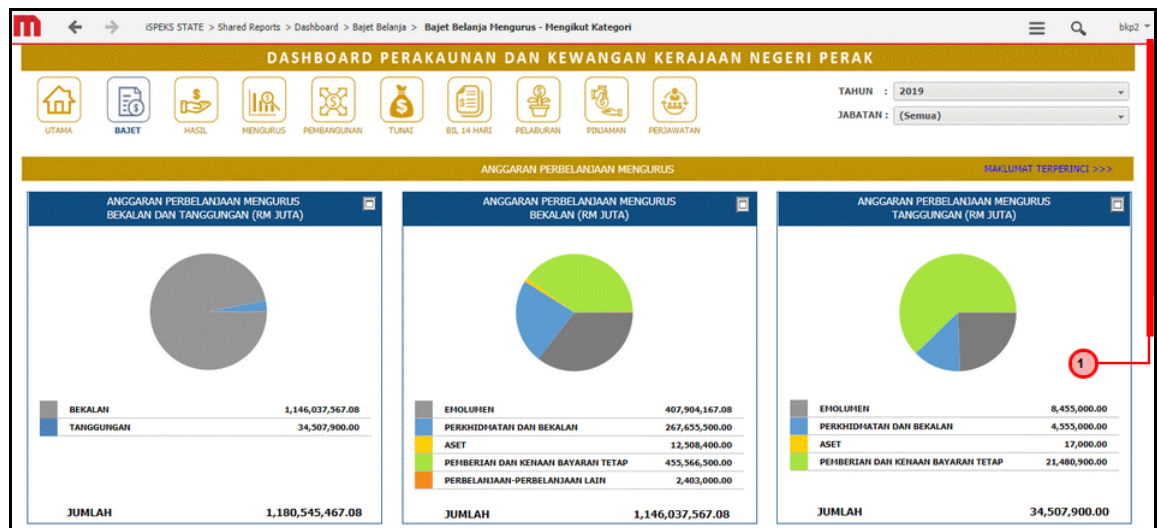 m
iSPEKS STATE > Shared Reports > Dashboard > Bajet Belanja > Bajet Belanja Mengurus - Mengikut Kategori
bkp2
DASHBOARD PERAKAUNAN DAN KEWANGAN KERAJAAN NEGERI PERAK
UTAMA
BAJET
HASIL
MENGURUS
PEMBANGUNAN
TUNAI
BIL 14 HARI
PELABURAN
PINJAMAN
PERJAWATAN
TAHUN : 2019
JABATAN : (Semua)
ANGGARAN PERBELANJAAN MENGURUS
MAKLUMAT TERPERINCI >>>
ANGGARAN PERBELANJAAN MENGURUS
BEKALAN DAN TANGGUNGAN (RM JUTA)
BEKALAN 1,146,037,567.08
TANGGUNGAN 34,507,900.00
JUMLAH 1,180,545,467.08
ANGGARAN PERBELANJAAN MENGURUS
BEKALAN (RM JUTA)
EMOLUMEN 407,904,167.08
PERKHIDMATAN DAN BEKALAN 267,655,500.00
ASET 12,508,400.00
PEMBERIAN DAN KENAAN BAYARAN TETAP 455,566,500.00
PERBELANJAAN-PERBELANJAAN LAIN 2,403,000.00
JUMLAH 1,146,037,567.08
ANGGARAN PERBELANJAAN MENGURUS
TANGGUNGAN (RM JUTA)
1
EMOLUMEN 8,455,000.00
PERKHIDMATAN DAN BEKALAN 4,555,000.00
ASET 17,000.00
PEMBERIAN DAN KENAAN BAYARAN TETAP 21,480,900.00
JUMLAH 34,507,900.00